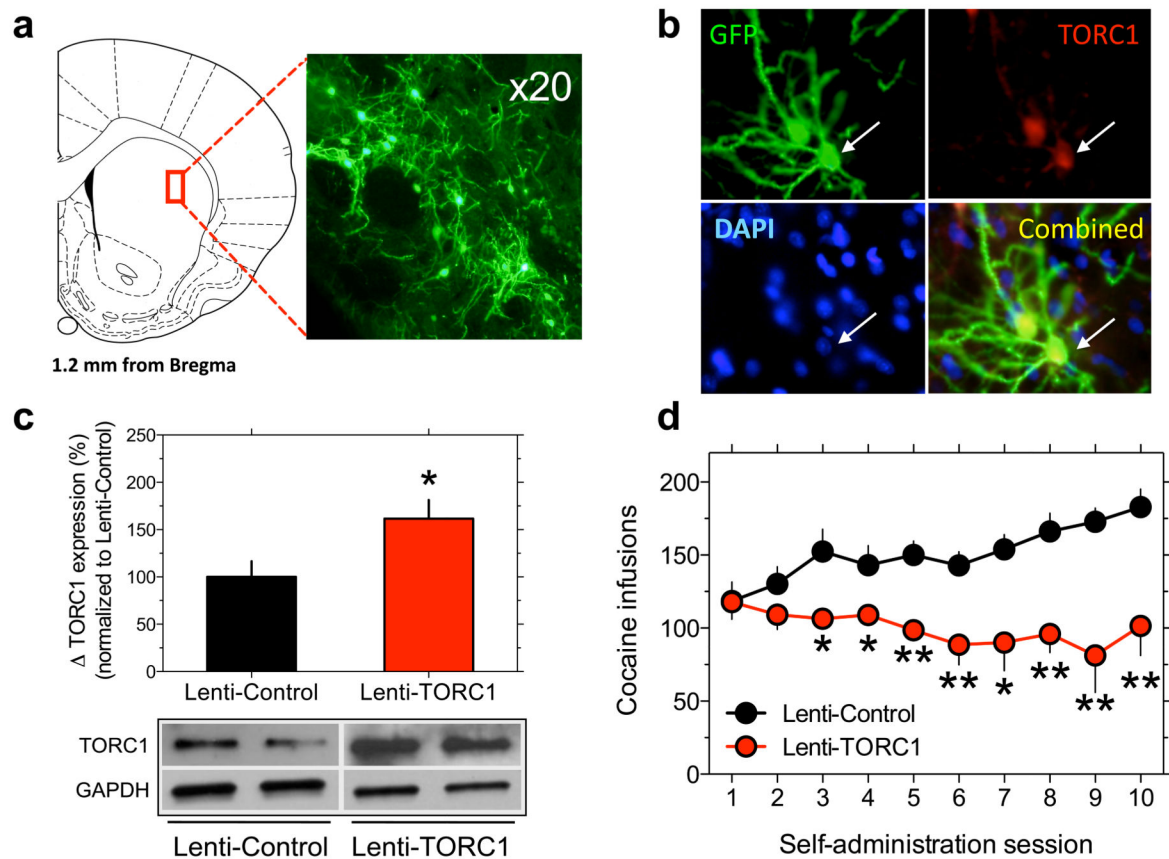 a
x20
1.2 mm from Bregma
b
GFP
TORC1
DAPI
Combined
c
Δ TORC1 expression (%)
(normalized to Lenti-Control)
250
200
150
100
50
0
*
Lenti-Control
Lenti-TORC1
TORC1
GAPDH
Lenti-Control
Lenti-TORC1
d
Cocaine infusions
200
150
100
50
0
* * ** ** * ** ** **
Lenti-Control
Lenti-TORC1
1 2 3 4 5 6 7 8 9 10
Self-administration session